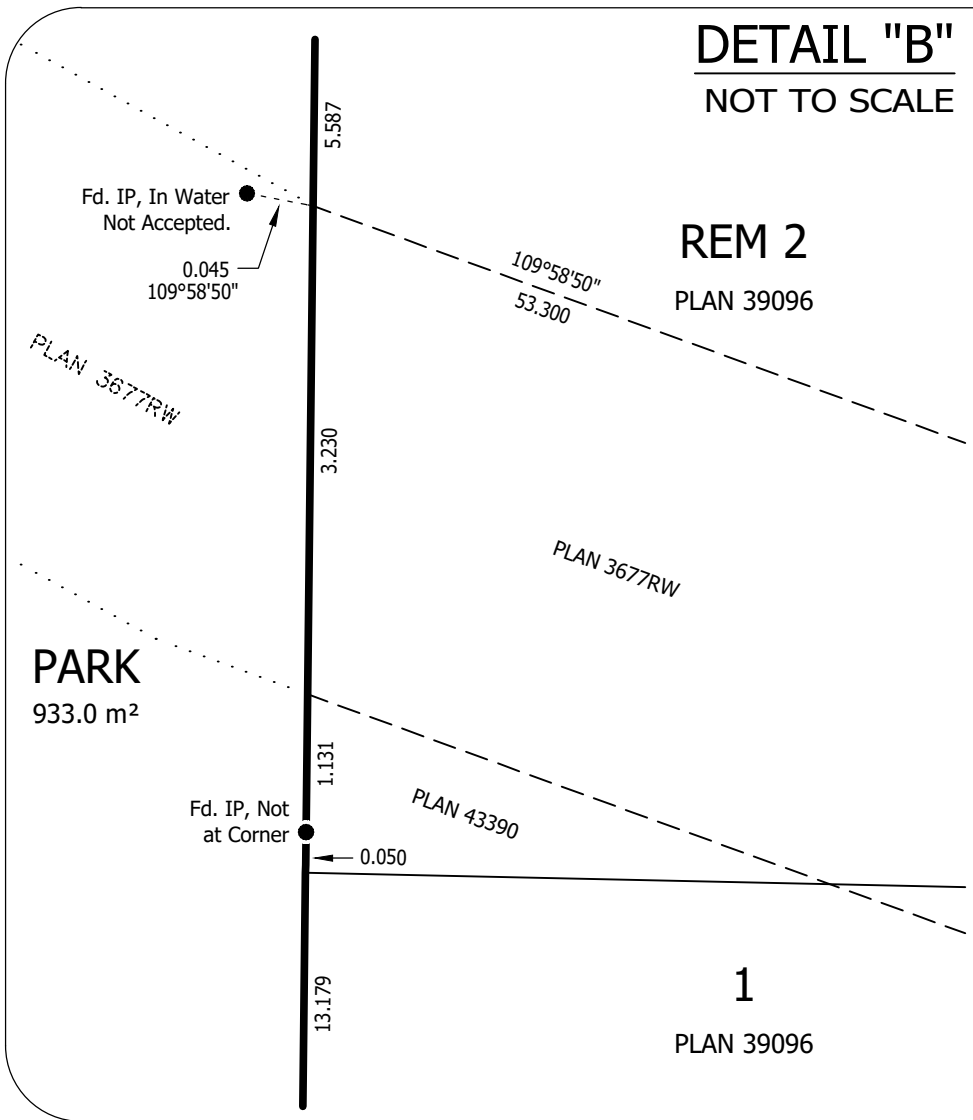 DETAIL "B"
NOT TO SCALE
5.587
Fd. IP, In Water
Not Accepted.
0.045
109°58'50"
REM 2
PLAN 39096
109°58'50"
53.300
PLAN 3677RW
3.230
PLAN 3677RW
PARK
933.0 m²
1.131
Fd. IP, Not
at Corner
PLAN 43390
0.050
13.179
1
PLAN 39096